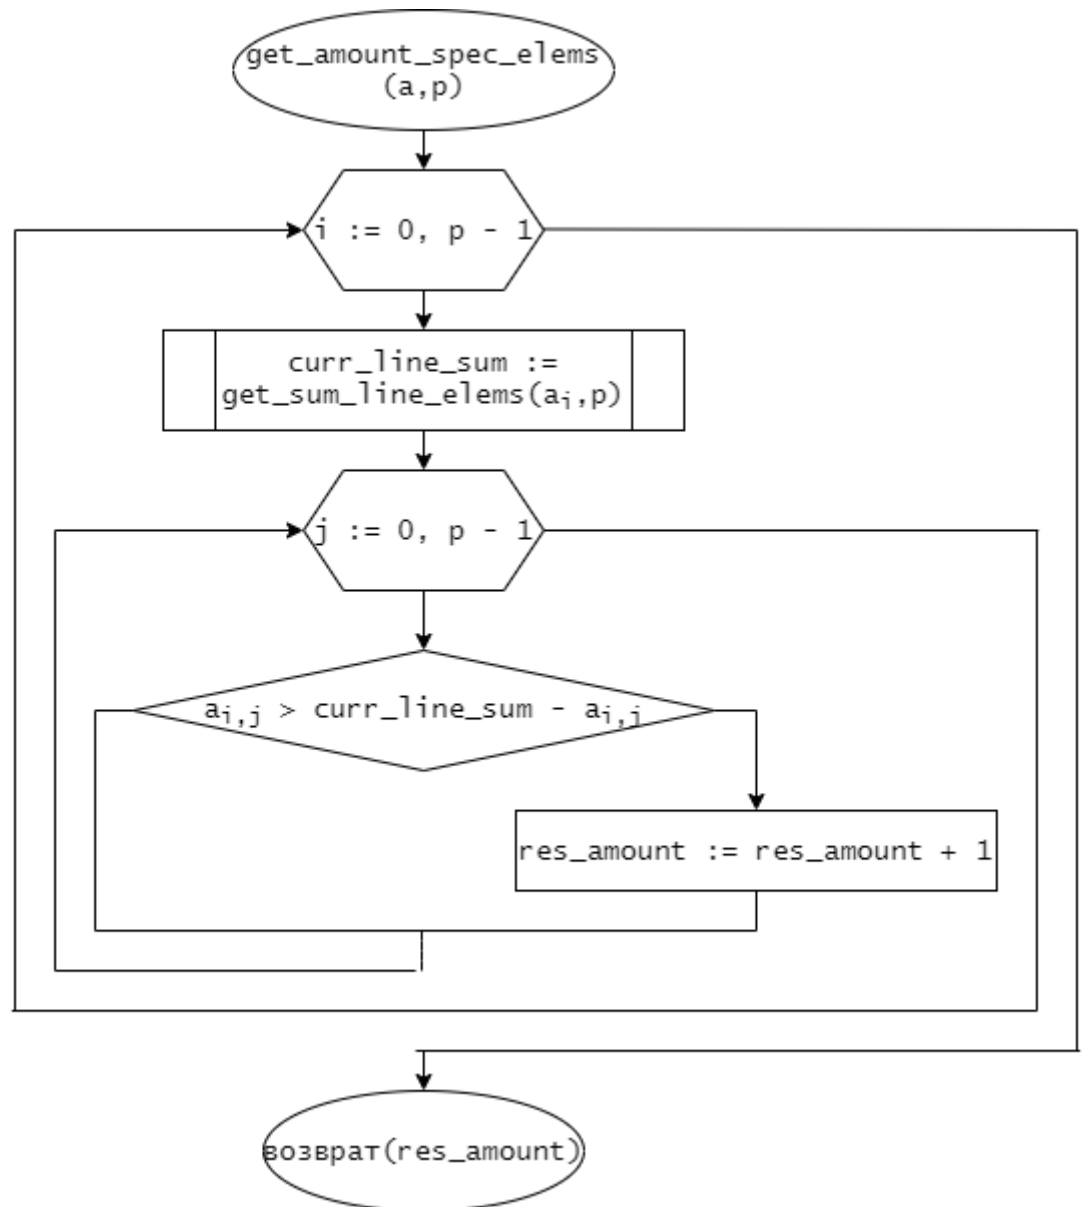 get_amount_spec_elems
(a,p)
i := 0, p - 1
curr_line_sum :=
get_sum_line_elems(aᵢ,p)
j := 0, p - 1
aᵢ,ⱼ > curr_line_sum - aᵢ,ⱼ
res_amount := res_amount + 1
возврат(res_amount)